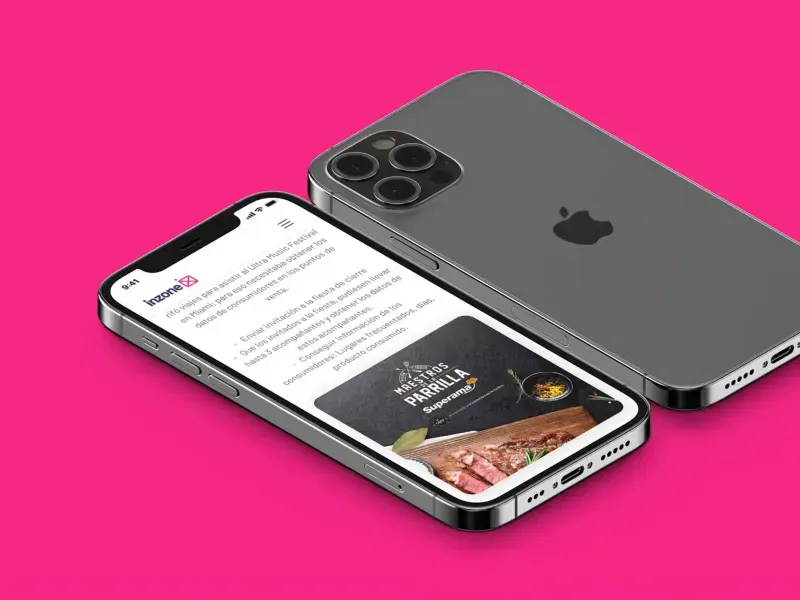 9:41
inzone
rifó viajes para asistir al Ultra Music Festival
en Miami; para eso necesitaba obtener los
datos de consumidores en los puntos de
venta.
- Enviar invitación a la fiesta de cierre
- Que los invitados a la fiesta, pudiesen llevar
hasta 3 acompañantes y obtener los datos de
estos acompañantes.
- Conseguir información de los
consumidores: Lugares frecuentados, días,
producto consumido.
MAESTROS
PARRILLA
Superama